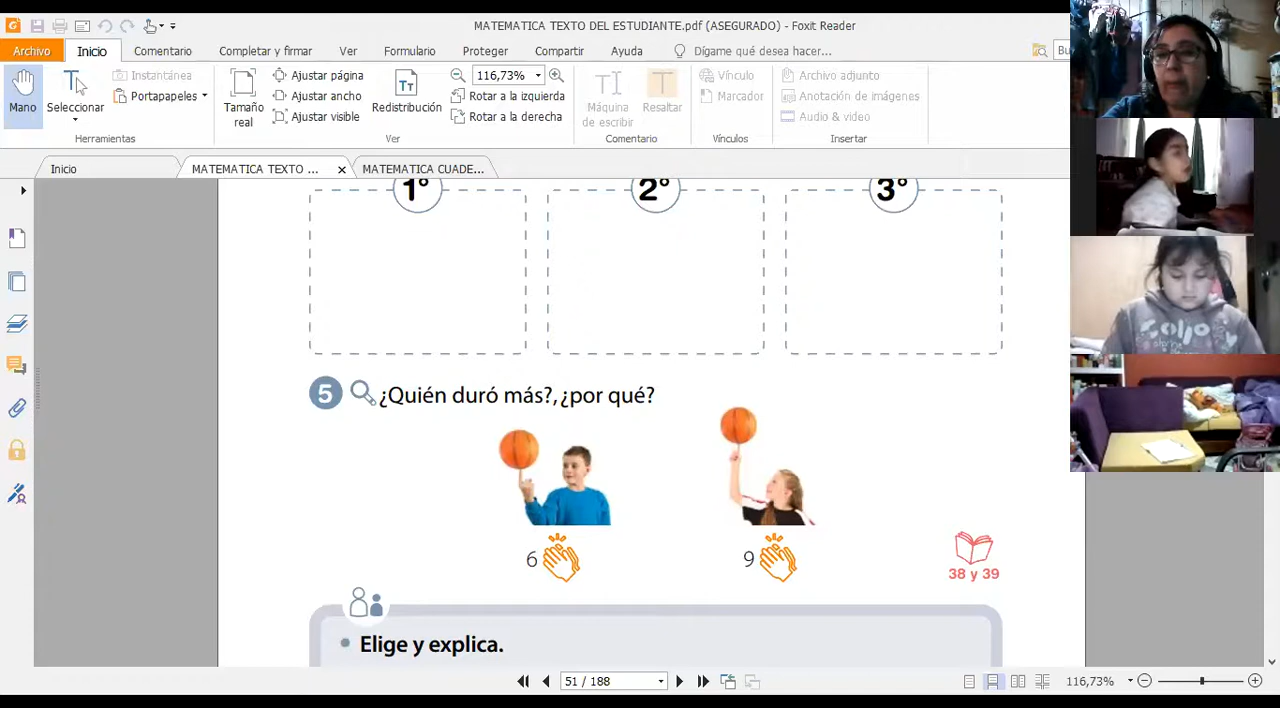 MATEMATICA TEXTO DEL ESTUDIANTE.pdf (ASEGURADO) - Foxit Reader
Archivo Inicio Comentario Completar y firmar Ver Formulario Proteger Compartir Ayuda Dígame qué desea hacer... Bu
Mano
Seleccionar
Instantánea
Portapapeles
Herramientas
Tamaño
real
Ajustar página
Ajustar ancho
Ajustar visible
Redistribución
116,73%
Rotar a la izquierda
Rotar a la derecha
Ver
Máquina
de escribir
Resaltar
Comentario
Vínculo
Marcador
Vínculos
Archivo adjunto
Anotación de imágenes
Audio & video
Insertar
Inicio MATEMATICA TEXTO ... MATEMATICA CUADE...
1° 2° 3°
5 ¿Quién duró más?, ¿por qué?
6 9
38 y 39
• Elige y explica.
51 / 188 116,73%